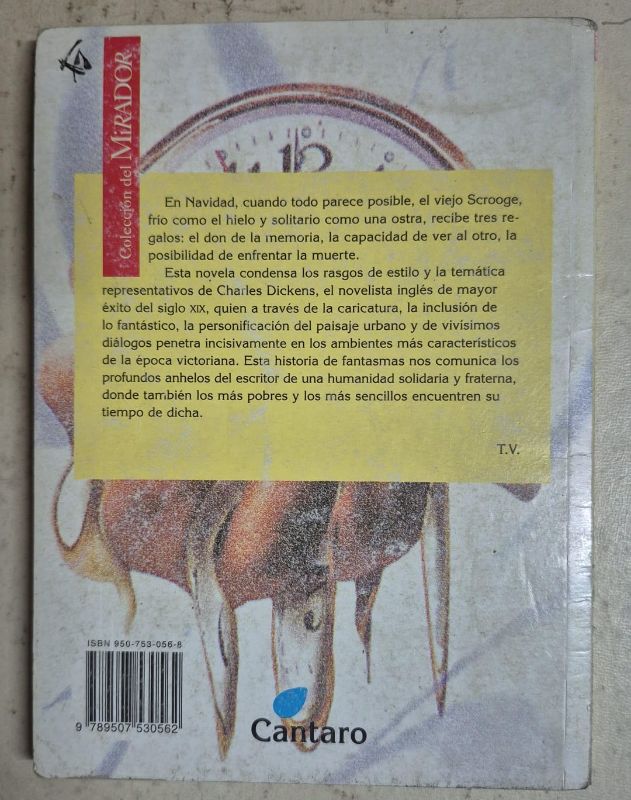 Colección del MiRADOR
12
En Navidad, cuando todo parece posible, el viejo Scrooge,
frío como el hielo y solitario como una ostra, recibe tres re-
galos: el don de la memoria, la capacidad de ver al otro, la
posibilidad de enfrentar la muerte.
Esta novela condensa los rasgos de estilo y la temática
representativos de Charles Dickens, el novelista inglés de mayor
éxito del siglo XIX, quien a través de la caricatura, la inclusión de
lo fantástico, la personificación del paisaje urbano y de vivísimos
diálogos penetra incisivamente en los ambientes más característicos
de la época victoriana. Esta historia de fantasmas nos comunica los
profundos anhelos del escritor de una humanidad solidaria y fraterna,
donde también los más pobres y los más sencillos encuentren su
tiempo de dicha.
T.V.
ISBN 950-753-056-8
9 789507 530562
Cantaro